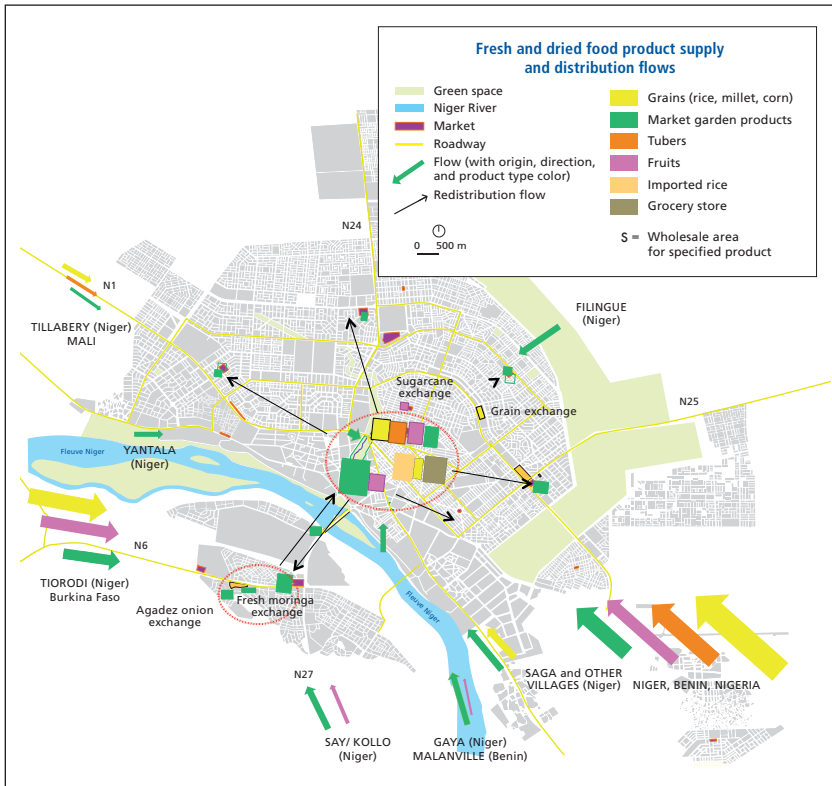 Fresh and dried food product supply
and distribution flows
Green space
Niger River
Market
Roadway
Flow (with origin, direction,
and product type color)
Redistribution flow
0 500 m
Grains (rice, millet, corn)
Market garden products
Tubers
Fruits
Imported rice
Grocery store
S = Wholesale area
for specified product
N24
N1
TILLABERY (Niger)
MALI
FILINGUE
(Niger)
Sugarcane
exchange
Grain exchange
N25
Fleuve Niger
YANTALA
(Niger)
N6
TIORODI (Niger)
Burkina Faso
Agadez onion
exchange
Fresh moringa
exchange
Fleuve Niger
N27
SAY/ KOLLO
(Niger)
GAYA (Niger)
MALANVILLE (Benin)
SAGA and OTHER
VILLAGES (Niger)
NIGER, BENIN, NIGERIA